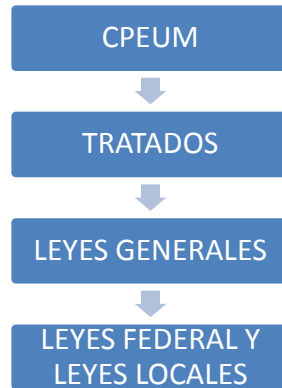 CPEUM
TRATADOS
LEYES GENERALES
LEYES FEDERAL Y
LEYES LOCALES